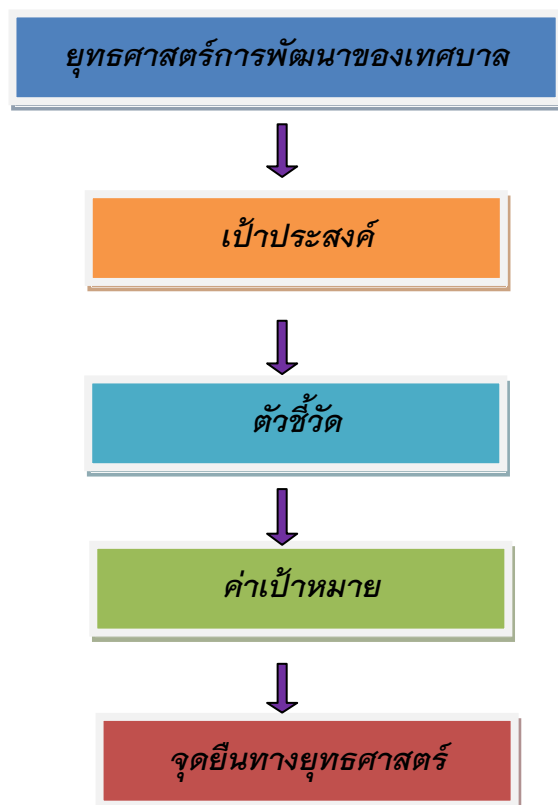 ยุทธศาสตร์การพัฒนาของเทศบาล
เป้าประสงค์
ตัวชี้วัด
ค่าเป้าหมาย
จุดยืนทางยุทธศาสตร์